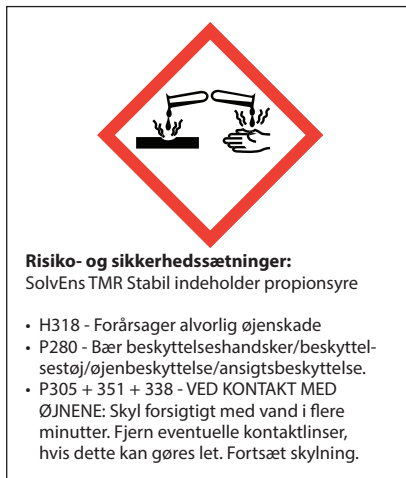 Risiko- og sikkerhedssætninger:
SolvEns TMR Stabil indeholder propionsyre
• H318 - Forårsager alvorlig øjenskade
• P280 - Bær beskyttelseshandsker/beskyttel-
sestøj/øjenbeskyttelse/ansigtsbeskyttelse.
• P305 + 351 + 338 - VED KONTAKT MED
ØJNENE: Skyl forsigtigt med vand i flere
minutter. Fjern eventuelle kontaktlinser,
hvis dette kan gøres let. Fortsæt skylning.